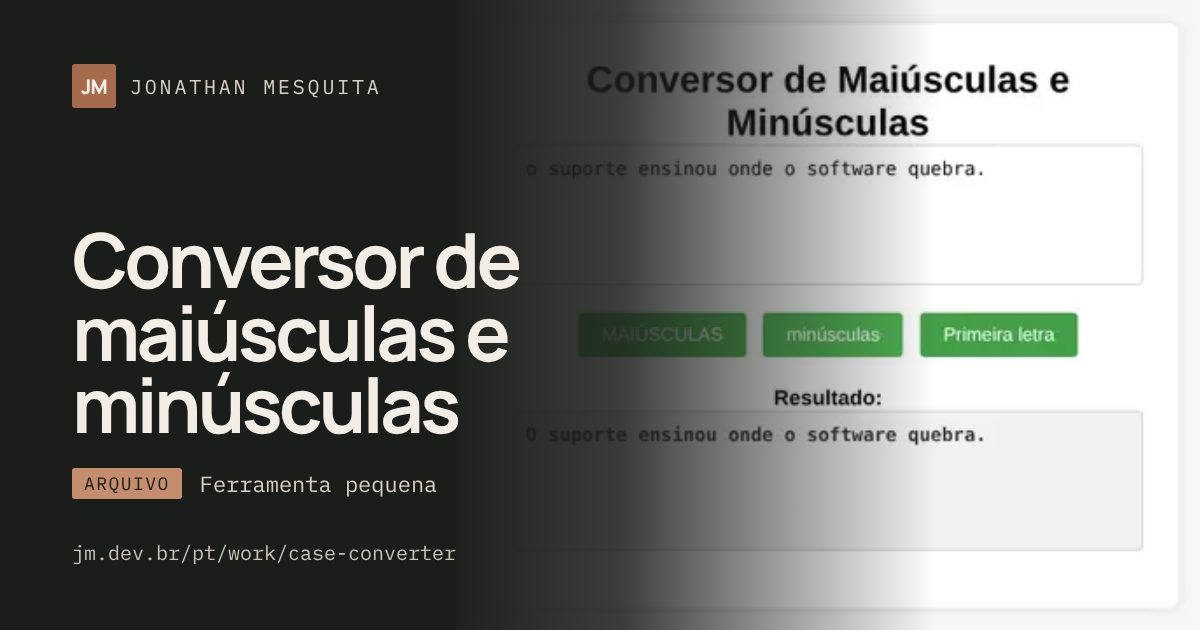 JM JONATHAN MESQUITA
Conversor de
maiúsculas e
minúsculas
ARQUIVO Ferramenta pequena
jm.dev.br/pt/work/case-converter
Conversor de Maiúsculas e
Minúsculas
o suporte ensinou onde o software quebra.
MAIÚSCULAS minúsculas Primeira letra
Resultado:
O suporte ensinou onde o software quebra.